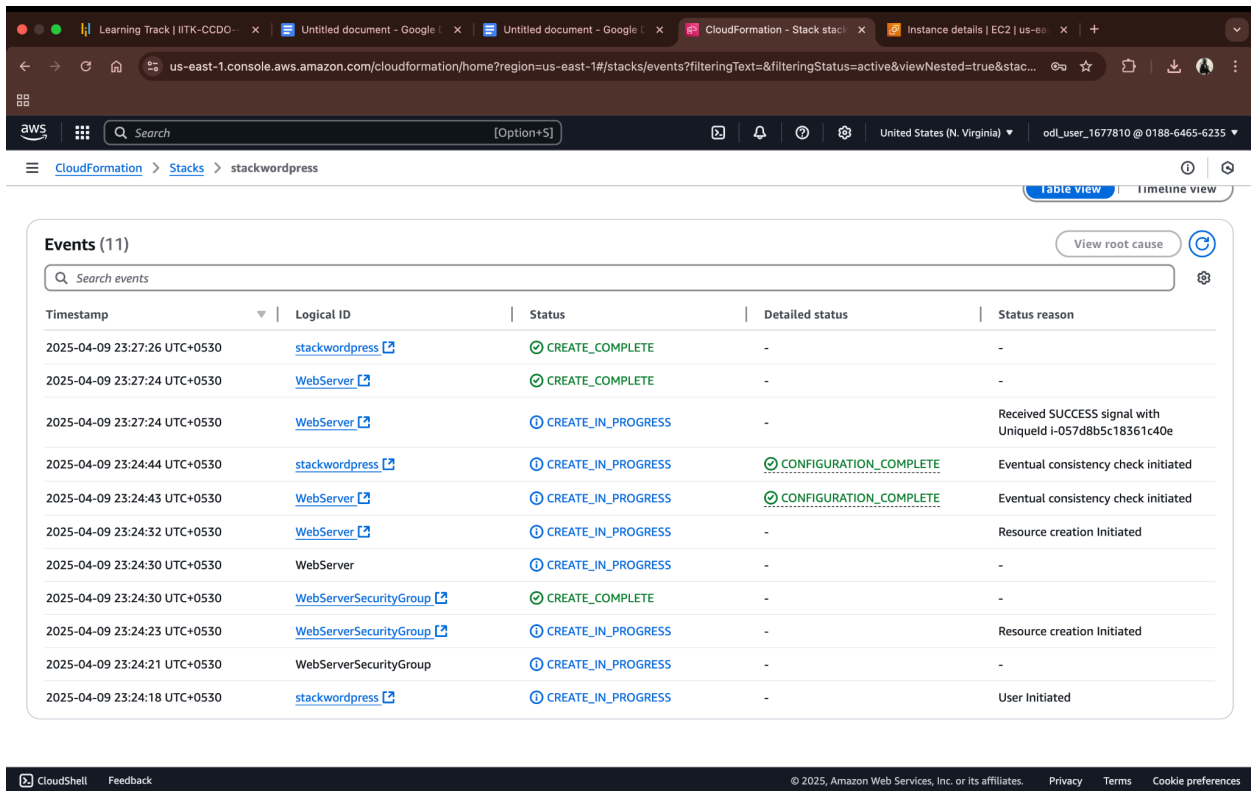 Learning Track | IITK-CCDO-
Untitled document - Google D
Untitled document - Google D
CloudFormation - Stack stack
Instance details | EC2 | us-ea
us-east-1.console.aws.amazon.com/cloudformation/home?region=us-east-1#/stacks/events?filteringText=&filteringStatus=active&viewNested=true&stac...
aws Search [Option+S] United States (N. Virginia) ▼ odl_user_1677810 @ 0188-6465-6235 ▼
CloudFormation > Stacks > stackwordpress
Table view Timeline view
Events (11) View root cause
Search events
Timestamp Logical ID Status Detailed status Status reason
2025-04-09 23:27:26 UTC+0530 stackwordpress CREATE_COMPLETE - -
2025-04-09 23:27:24 UTC+0530 WebServer CREATE_COMPLETE - -
2025-04-09 23:27:24 UTC+0530 WebServer CREATE_IN_PROGRESS - Received SUCCESS signal with
UniqueId i-057d8b5c18361c40e
2025-04-09 23:24:44 UTC+0530 stackwordpress CREATE_IN_PROGRESS CONFIGURATION_COMPLETE Eventual consistency check initiated
2025-04-09 23:24:43 UTC+0530 WebServer CREATE_IN_PROGRESS CONFIGURATION_COMPLETE Eventual consistency check initiated
2025-04-09 23:24:32 UTC+0530 WebServer CREATE_IN_PROGRESS - Resource creation Initiated
2025-04-09 23:24:30 UTC+0530 WebServer CREATE_IN_PROGRESS - -
2025-04-09 23:24:30 UTC+0530 WebServerSecurityGroup CREATE_COMPLETE - -
2025-04-09 23:24:23 UTC+0530 WebServerSecurityGroup CREATE_IN_PROGRESS - Resource creation Initiated
2025-04-09 23:24:21 UTC+0530 WebServerSecurityGroup CREATE_IN_PROGRESS - -
2025-04-09 23:24:18 UTC+0530 stackwordpress CREATE_IN_PROGRESS - User Initiated
CloudShell Feedback © 2025, Amazon Web Services, Inc. or its affiliates. Privacy Terms Cookie preferences